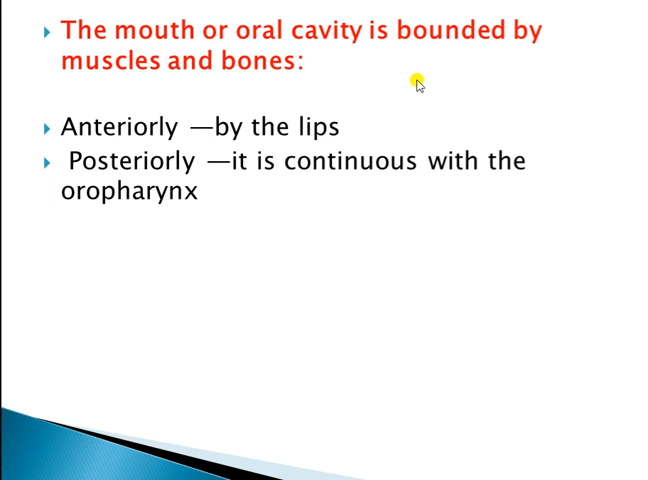 The mouth or oral cavity is bounded by
muscles and bones:
Anteriorly —by the lips
Posteriorly —it is continuous with the
oropharynx